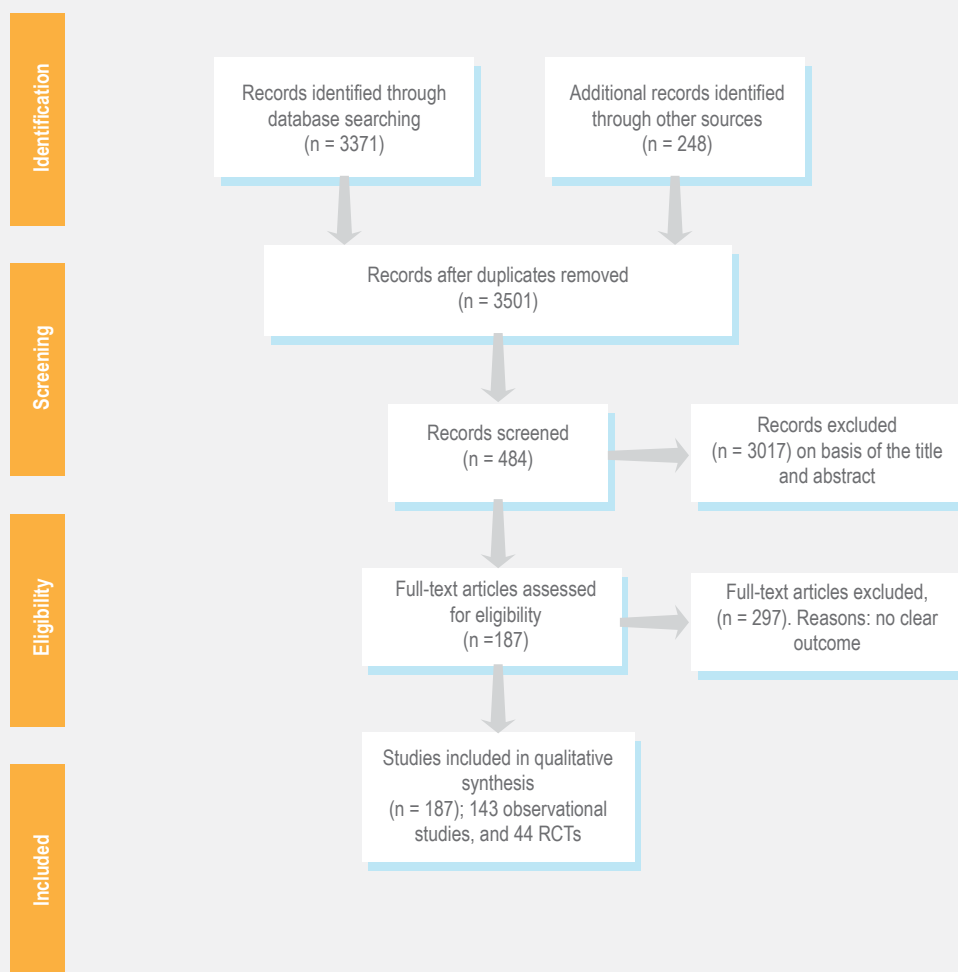 Identification
Records identified through
database searching
(n = 3371)
Additional records identified
through other sources
(n = 248)
Screening
Records after duplicates removed
(n = 3501)
Records screened
(n = 484)
Records excluded
(n = 3017) on basis of the title
and abstract
Eligibility
Full-text articles assessed
for eligibility
(n =187)
Full-text articles excluded,
(n = 297). Reasons: no clear
outcome
Included
Studies included in qualitative
synthesis
(n = 187); 143 observational
studies, and 44 RCTs